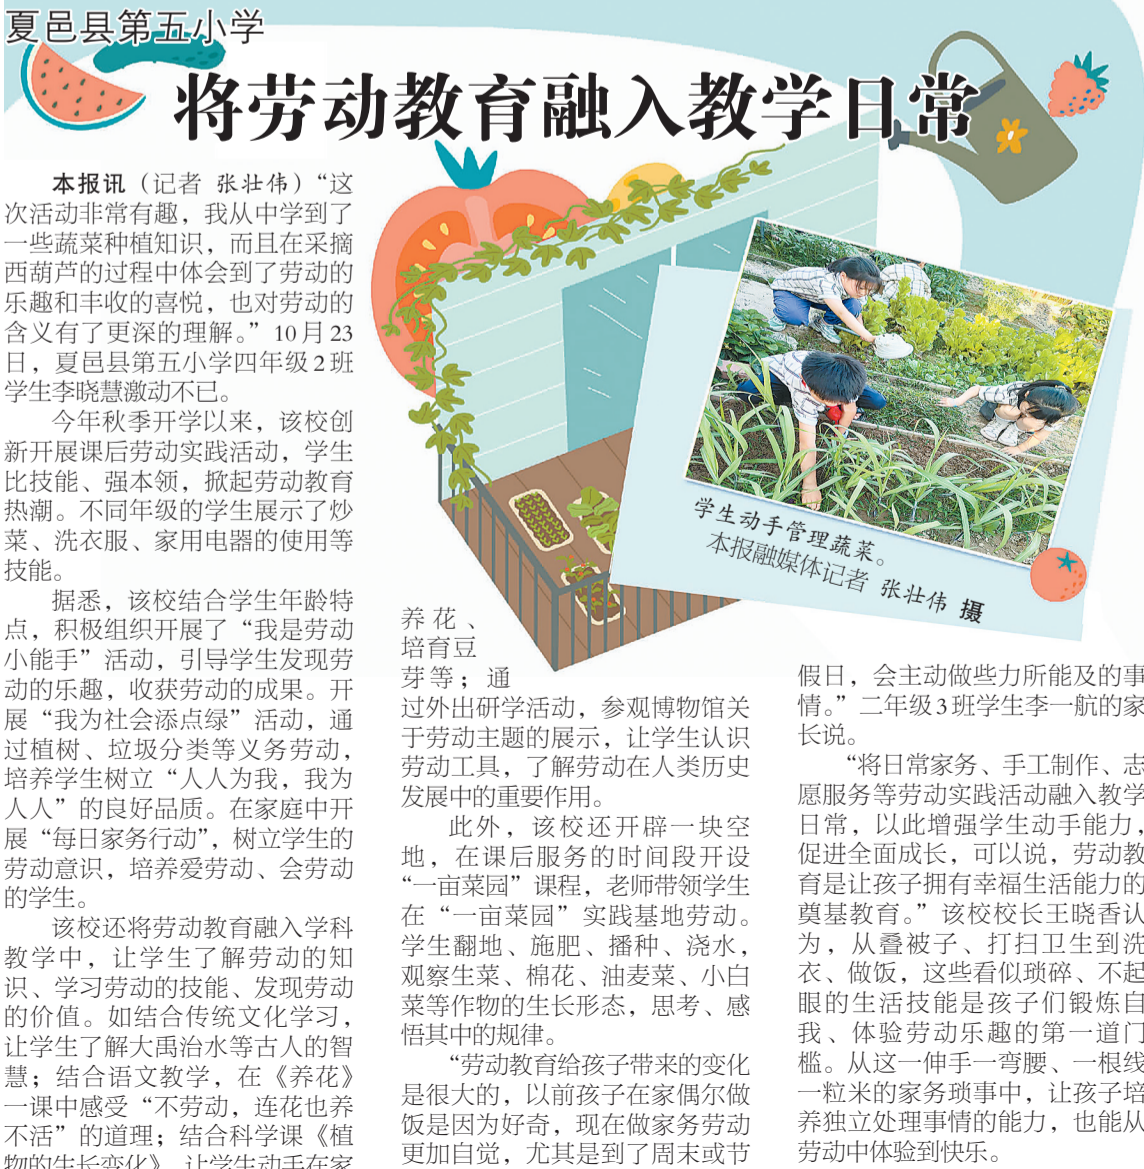 夏邑县第五小学
将劳动教育融入教学日常
本报讯（记者 张壮伟）“这
次活动非常有趣，我从中学到了
一些蔬菜种植知识，而且在采摘
西葫芦的过程中体会到了劳动的
乐趣和丰收的喜悦，也对劳动的
含义有了更深的理解。”10月23
日，夏邑县第五小学四年级2班
学生李晓慧激动不已。
今年秋季开学以来，该校创
新开展课后劳动实践活动，学生
比技能、强本领，掀起劳动教育
热潮。不同年级的学生展示了炒
菜、洗衣服、家用电器的使用等
技能。
据悉，该校结合学生年龄特
点，积极组织开展了“我是劳动
小能手”活动，引导学生发现劳
动的乐趣，收获劳动的成果。开
展“我为社会添点绿”活动，通
过植树、垃圾分类等义务劳动，
培养学生树立“人人为我，我为
人人”的良好品质。在家庭中开
展“每日家务行动”，树立学生的
劳动意识，培养爱劳动、会劳动
的学生。
该校还将劳动教育融入学科
教学中，让学生了解劳动的知
识、学习劳动的技能、发现劳动
的价值。如结合传统文化学习，
让学生了解大禹治水等古人的智
慧；结合语文教学，在《养花》
一课中感受“不劳动，连花也养
不活”的道理；结合科学课《植
物的生长变化》，让学生动手在家
养花、
培育豆
芽等；通
过外出研学活动，参观博物馆关
于劳动主题的展示，让学生认识
劳动工具，了解劳动在人类历史
发展中的重要作用。
此外，该校还开辟一块空
地，在课后服务的时间段开设
“一亩菜园”课程，老师带领学生
在“一亩菜园”实践基地劳动。
学生翻地、施肥、播种、浇水，
观察生菜、棉花、油麦菜、小白
菜等作物的生长形态，思考、感
悟其中的规律。
“劳动教育给孩子带来的变化
是很大的，以前孩子在家偶尔做
饭是因为好奇，现在做家务劳动
更加自觉，尤其是到了周末或节
学生动手管理蔬菜。
本报融媒体记者 张壮伟 摄
假日，会主动做些力所能及的事
情。”二年级3班学生李一航的家
长说。
“将日常家务、手工制作、志
愿服务等劳动实践活动融入教学
日常，以此增强学生动手能力，
促进全面成长，可以说，劳动教
育是让孩子拥有幸福生活能力的
奠基教育。”该校校长王晓香认
为，从叠被子、打扫卫生到洗
衣、做饭，这些看似琐碎、不起
眼的生活技能是孩子们锻炼自
我、体验劳动乐趣的第一道门
槛。从这一伸手一弯腰、一根线
一粒米的家务琐事中，让孩子培
养独立处理事情的能力，也能从
劳动中体验到快乐。